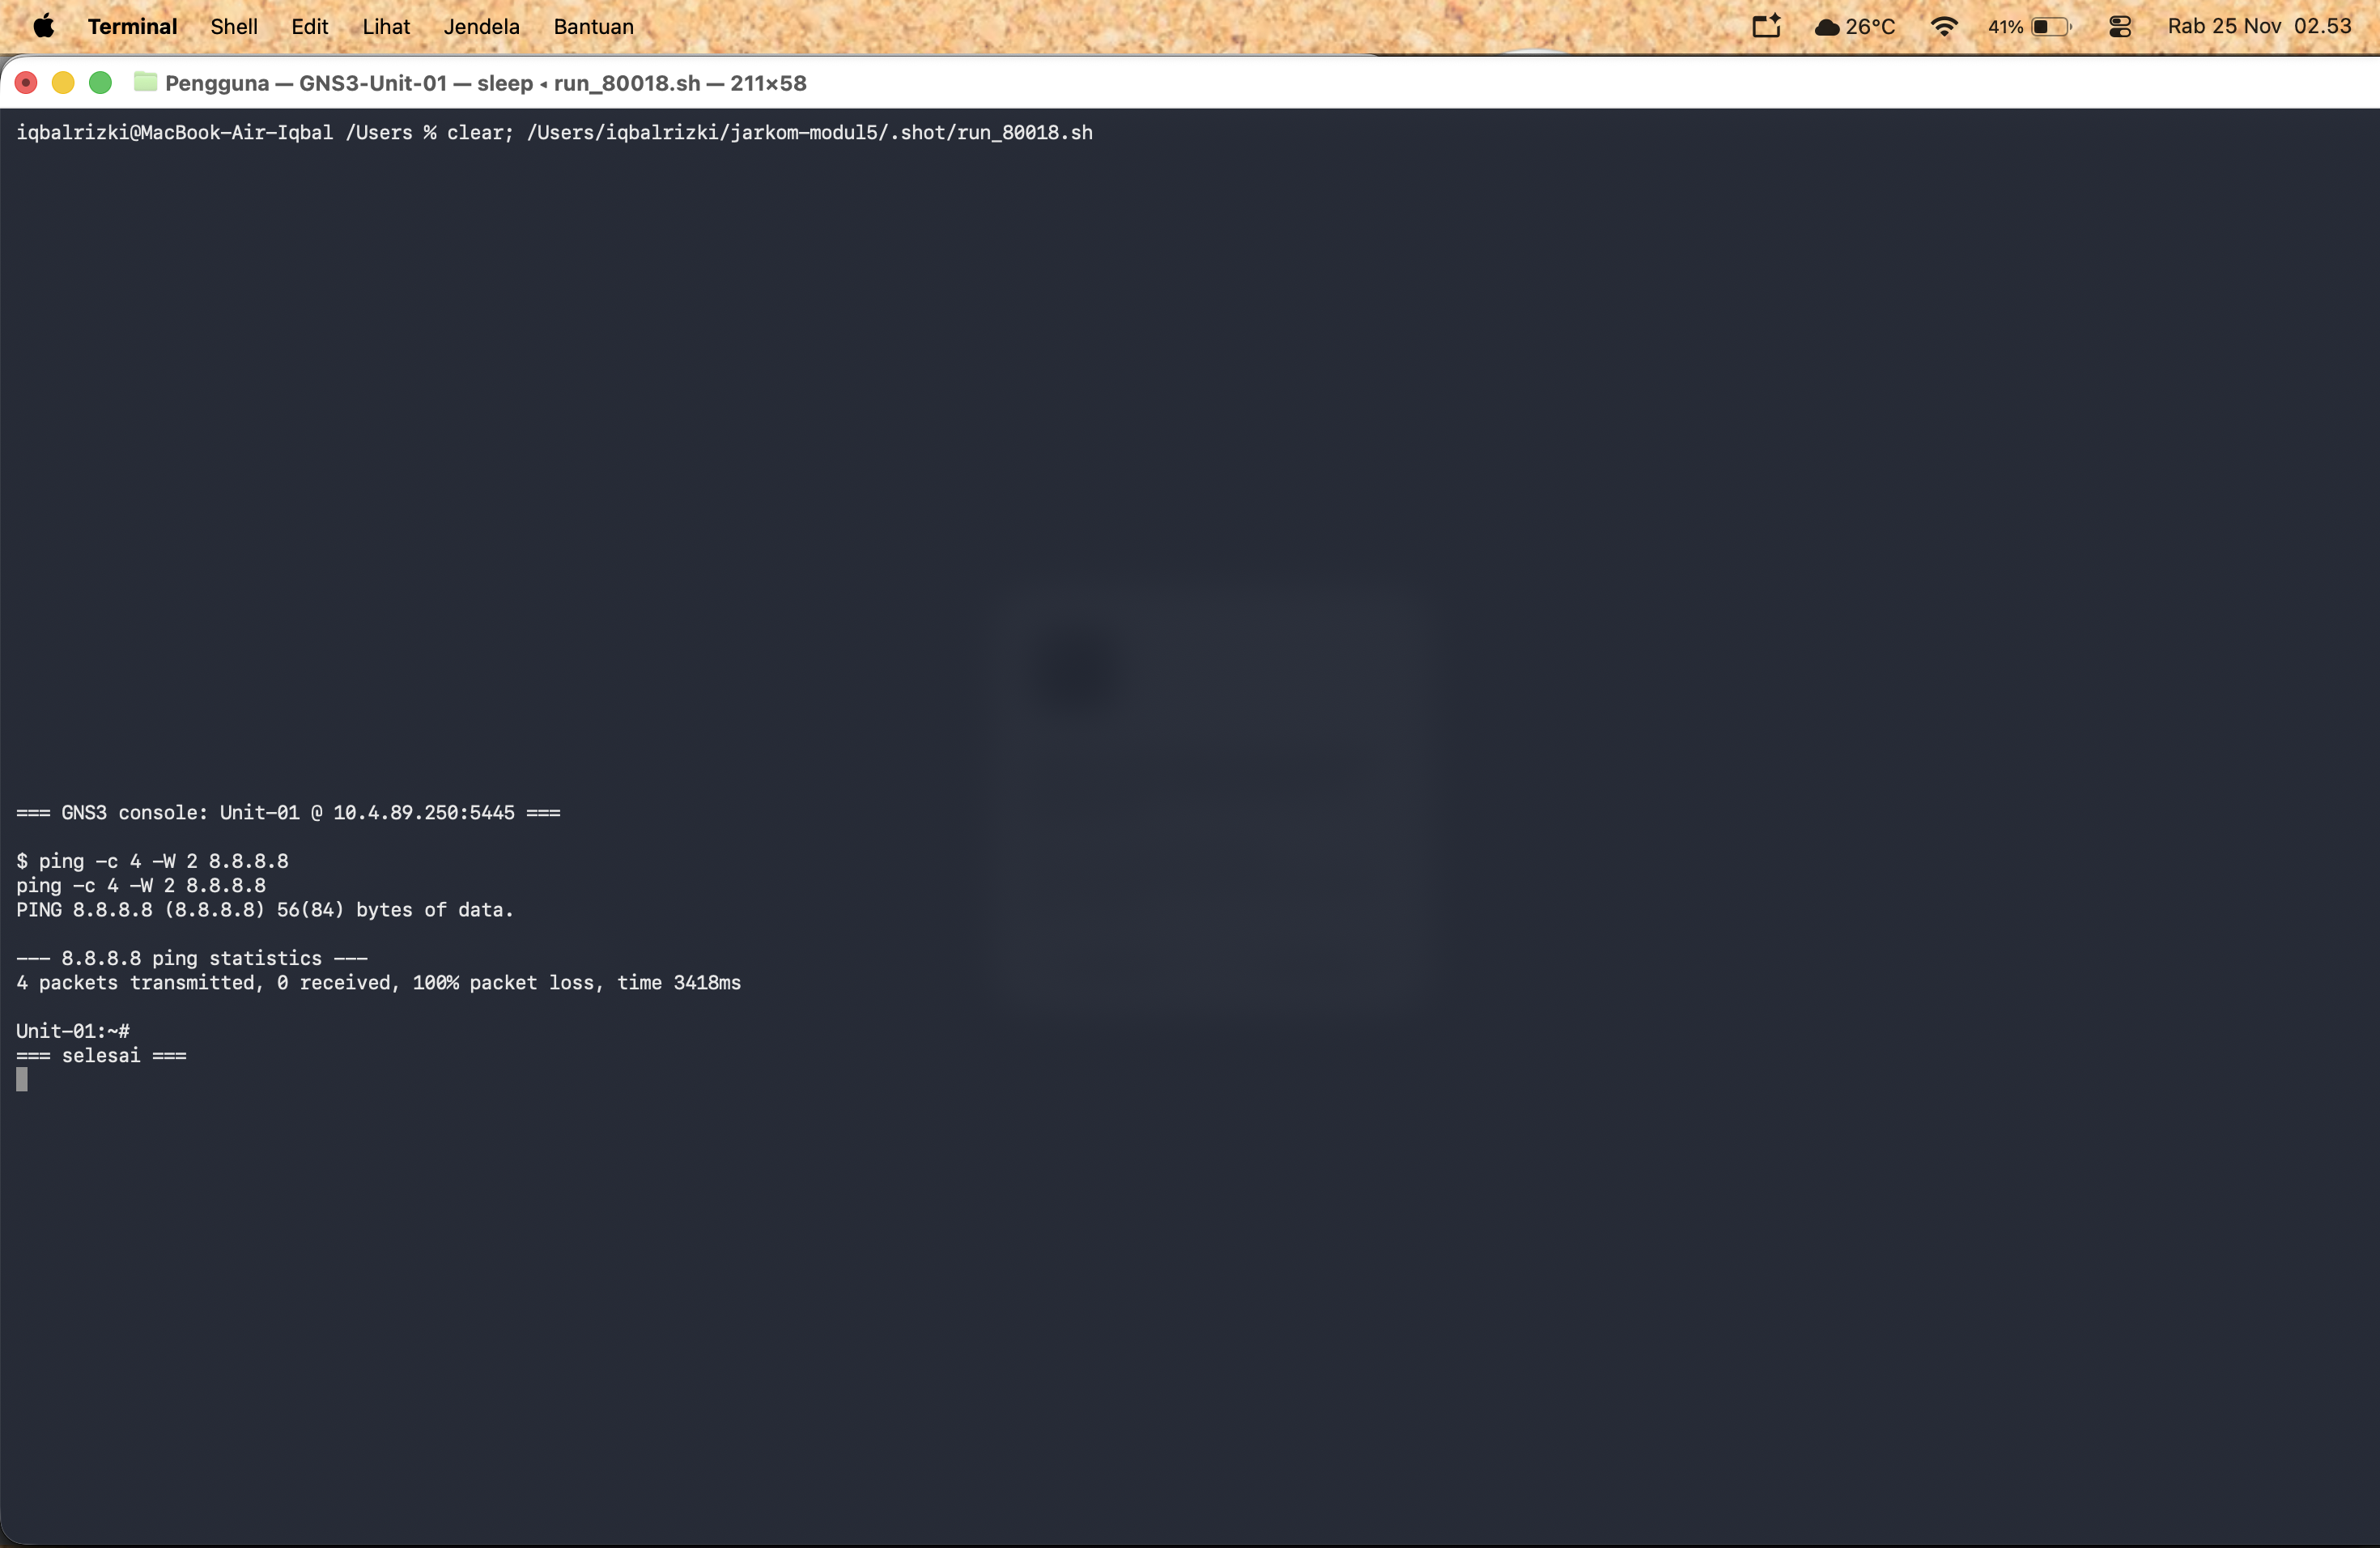 Terminal Shell Edit Lihat Jendela Bantuan 26°C 41% Rab 25 Nov 02.53
Pengguna — GNS3-Unit-01 — sleep ◂ run_80018.sh — 211×58
iqbalrizki@MacBook-Air-Iqbal /Users % clear; /Users/iqbalrizki/jarkom-modul5/.shot/run_80018.sh
=== GNS3 console: Unit-01 @ 10.4.89.250:5445 ===
$ ping -c 4 -W 2 8.8.8.8
ping -c 4 -W 2 8.8.8.8
PING 8.8.8.8 (8.8.8.8) 56(84) bytes of data.
--- 8.8.8.8 ping statistics ---
4 packets transmitted, 0 received, 100% packet loss, time 3418ms
Unit-01:~#
=== selesai ===